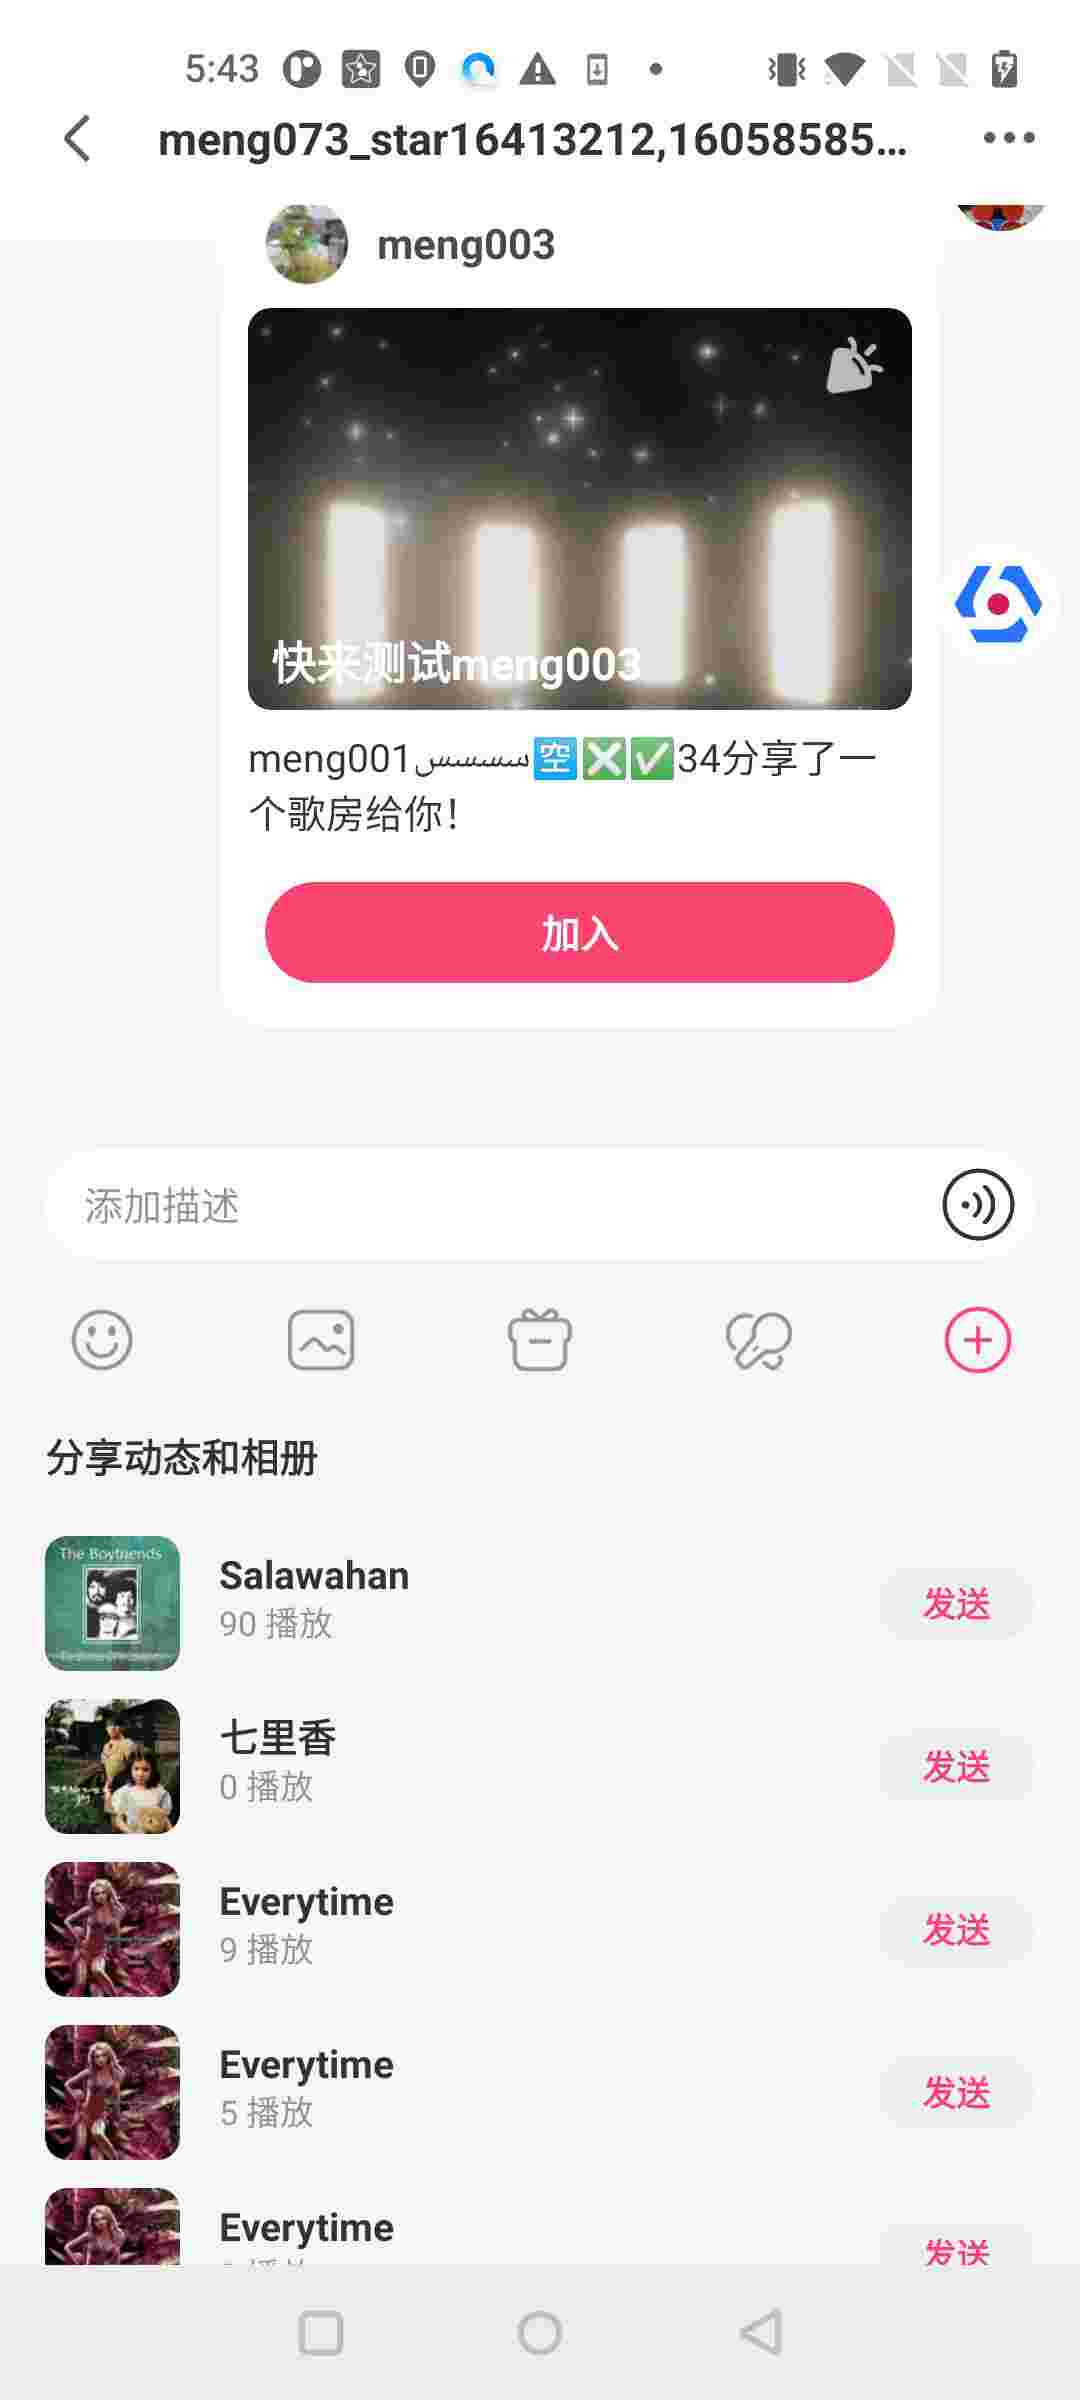 5:43
meng073_star16413212,16058585...
meng003
快来测试meng003
meng001سسسس🈳❎✅34分享了一
个歌房给你！
加入
添加描述
分享动态和相册
The Boyfriends
Salawahan
90 播放
发送
七里香
0 播放
发送
Everytime
9 播放
发送
Everytime
5 播放
发送
Everytime
发送